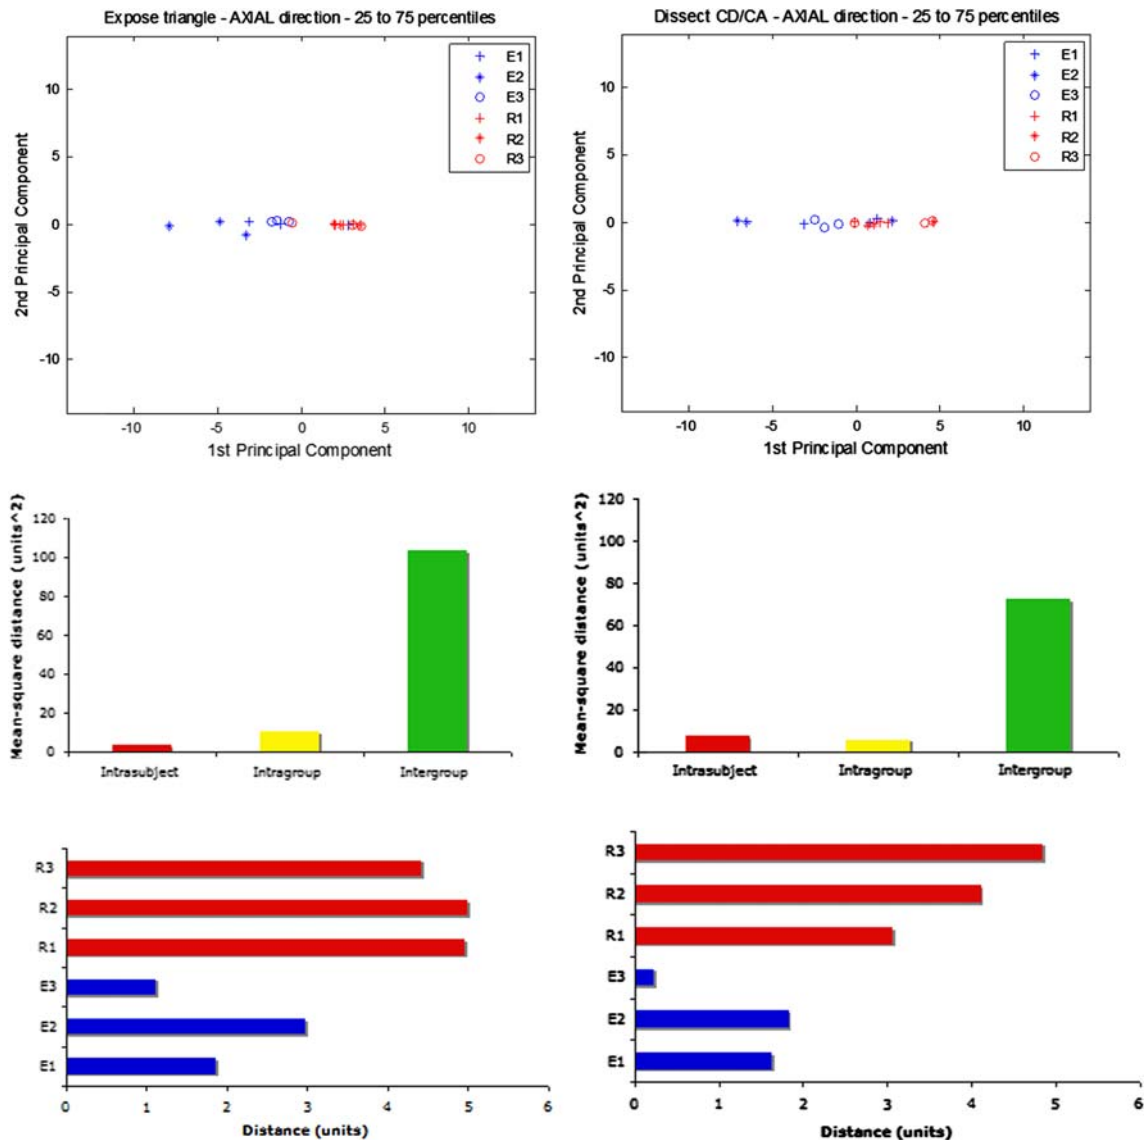 Expose triangle - AXIAL direction - 25 to 75 percentiles
2nd Principal Component
10
5
0
-5
-10
E1
E2
E3
R1
R2
R3
-10
-5
0
5
10
1st Principal Component
Dissect CD/CA - AXIAL direction - 25 to 75 percentiles
2nd Principal Component
10
5
0
-5
-10
E1
E2
E3
R1
R2
R3
-10
-5
0
5
10
1st Principal Component
Mean-square distance (units^2)
120
100
80
60
40
20
0
Intrasubject
Intragroup
Intergroup
Mean-square distance (units^2)
120
100
80
60
40
20
0
Intrasubject
Intragroup
Intergroup
R3
R2
R1
E3
E2
E1
0
1
2
3
4
5
6
Distance (units)
R3
R2
R1
E3
E2
E1
0
1
2
3
4
5
6
Distance (units)